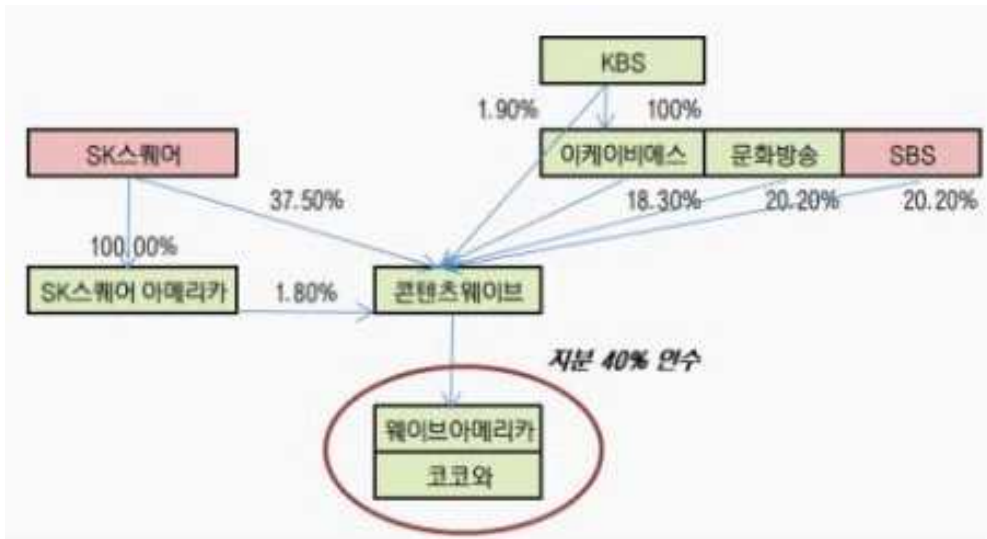 KBS
1.90%
100%
SK스퀘어
이케이비에스
문화방송
SBS
37.50%
18.30%
20.20%
20.20%
100.00%
SK스퀘어 아메리카
1.80%
콘텐츠웨이브
지분 40% 인수
웨이브아메리카
코코와